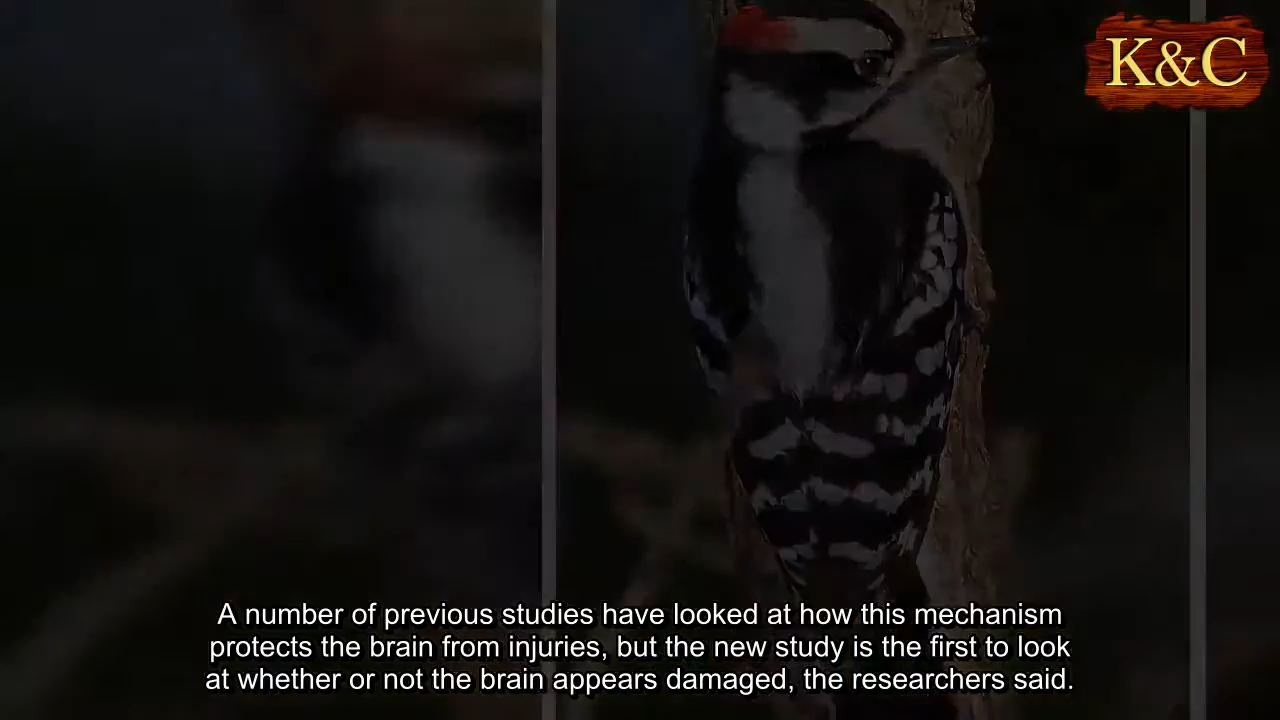 K&C
A number of previous studies have looked at how this mechanism
protects the brain from injuries, but the new study is the first to look
at whether or not the brain appears damaged, the researchers said.